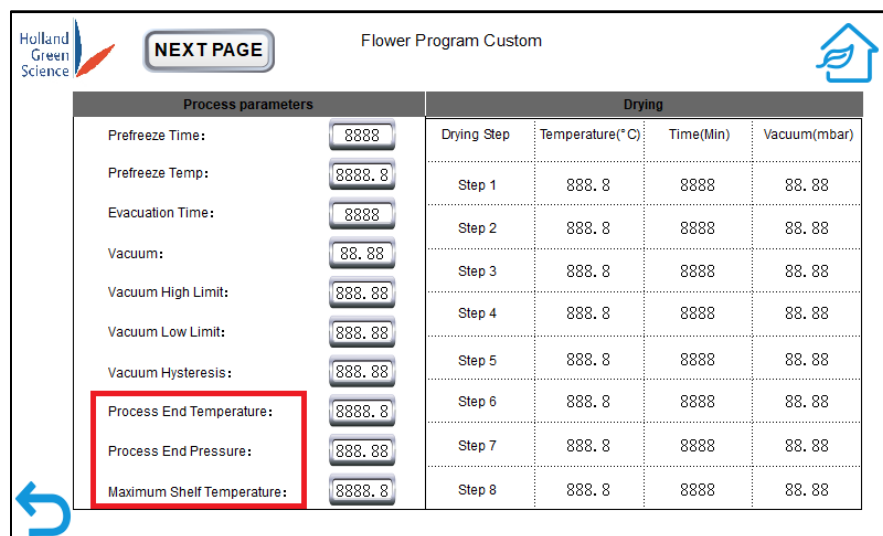 Holland
Green
Science
NEXT PAGE
Flower Program Custom
Process parameters
Prefreeze Time: 8888
Prefreeze Temp: 8888.8
Evacuation Time: 8888
Vacuum: 88.88
Vacuum High Limit: 888.88
Vacuum Low Limit: 888.88
Vacuum Hysteresis: 888.88
Process End Temperature: 8888.8
Process End Pressure: 888.88
Maximum Shelf Temperature: 8888.8
Drying
Drying Step Temperature(°C) Time(Min) Vacuum(mbar)
Step 1 888.8 8888 88.88
Step 2 888.8 8888 88.88
Step 3 888.8 8888 88.88
Step 4 888.8 8888 88.88
Step 5 888.8 8888 88.88
Step 6 888.8 8888 88.88
Step 7 888.8 8888 88.88
Step 8 888.8 8888 88.88